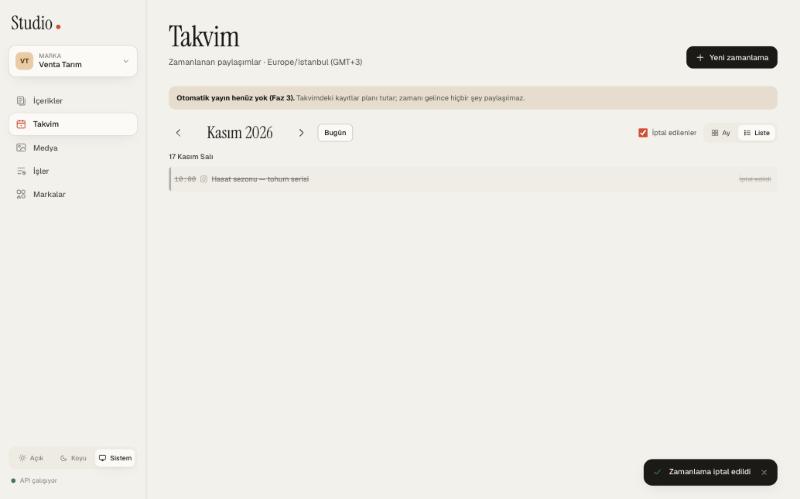 Studio
VT
MARKA
Venta Tarım
İçerikler
Takvim
Medya
İşler
Markalar
Açık
Koyu
Sistem
API çalışıyor
Takvim
Zamanlanan paylaşımlar · Europe/Istanbul (GMT+3)
Yeni zamanlama
Otomatik yayın henüz yok (Faz 3). Takvimdeki kayıtlar planı tutar; zamanı gelince hiçbir şey paylaşılmaz.
Kasım 2026
Bugün
İptal edilenler
Ay
Liste
17 Kasım Salı
10:00 Hasat sezonu — tohum serisi
İptal edildi
Zamanlama iptal edildi